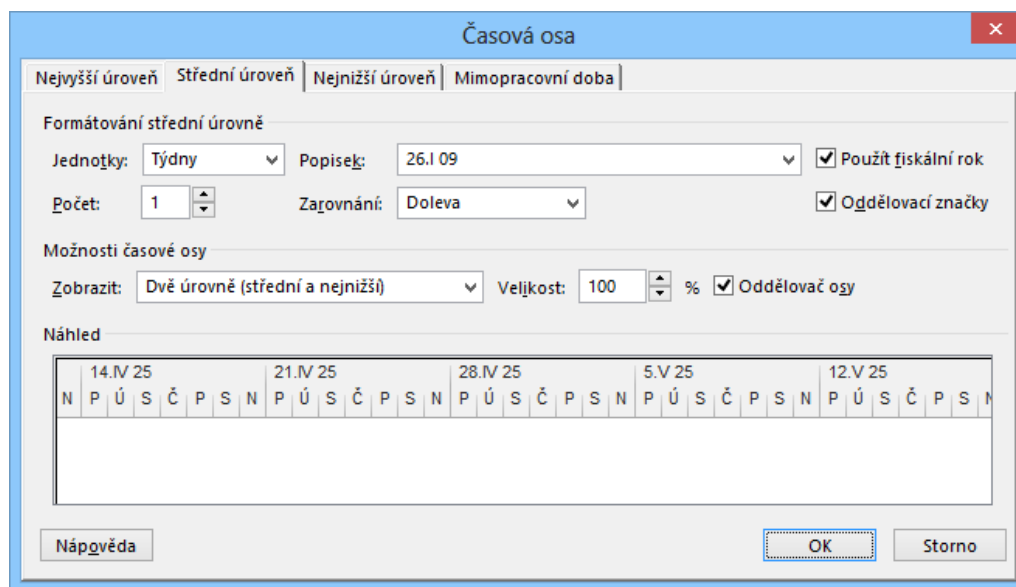 Časová osa
Nejvyšší úroveň Střední úroveň Nejnižší úroveň Mimopracovní doba
Formátování střední úrovně
Jednotky: Týdny Popisek: 26.I 09 Použít fiskální rok
Počet: 1 Zarovnání: Doleva Oddělovací značky
Možnosti časové osy
Zobrazit: Dvě úrovně (střední a nejnižší) Velikost: 100 % Oddělovač osy
Náhled
14.IV 25 21.IV 25 28.IV 25 5.V 25 12.V 25
N P Ú S Č P S N P Ú S Č P S N P Ú S Č P S N P Ú S Č P S N P Ú S Č P S N
Nápověda OK Storno